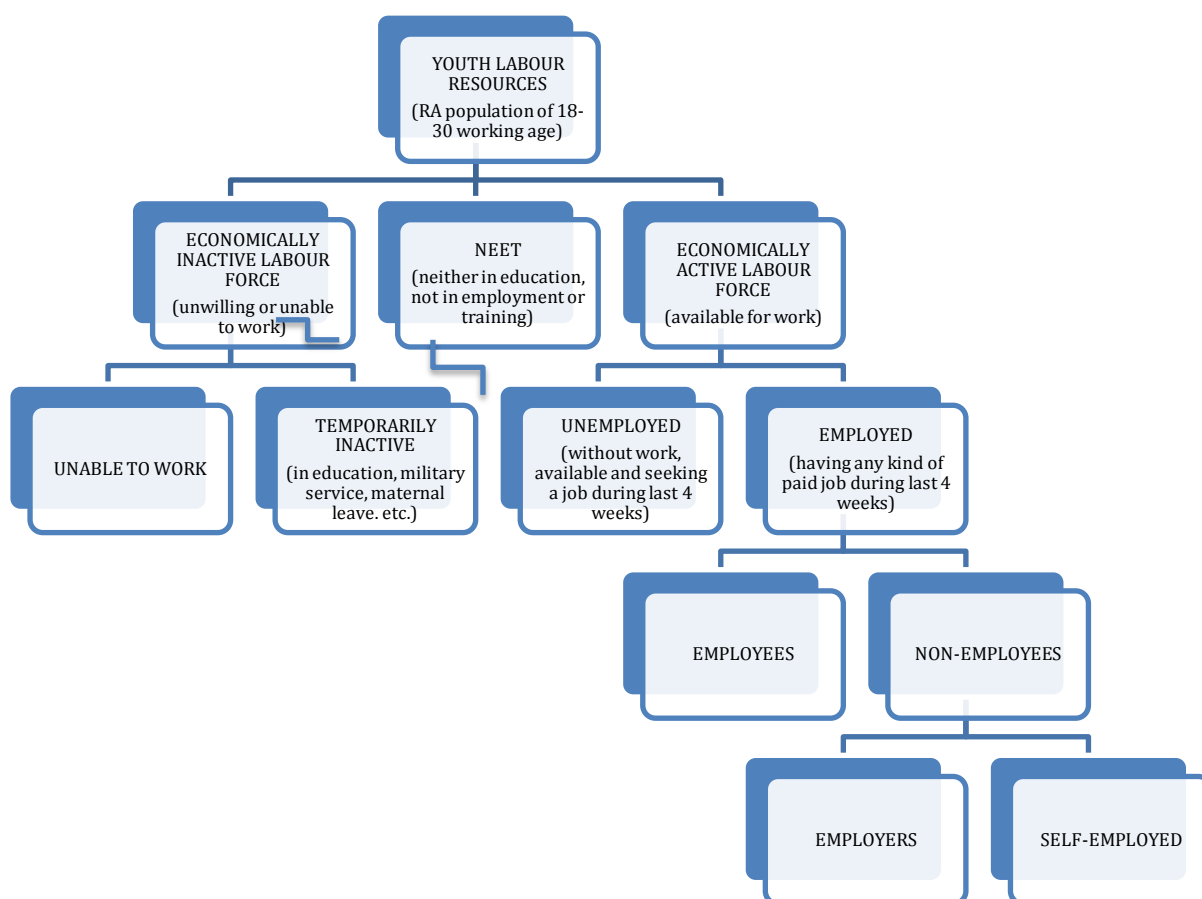 YOUTH LABOUR
RESOURCES
(RA population of 18-
30 working age)
ECONOMICALLY
INACTIVE LABOUR
FORCE
(unwilling or unable
to work)
NEET
(neither in education,
not in employment or
training)
ECONOMICALLY
ACTIVE LABOUR
FORCE
(available for work)
UNABLE TO WORK
TEMPORARILY
INACTIVE
(in education, military
service, maternal
leave. etc.)
UNEMPLOYED
(without work,
available and seeking
a job during last 4
weeks)
EMPLOYED
(having any kind of
paid job during last 4
weeks)
EMPLOYEES
NON-EMPLOYEES
EMPLOYERS
SELF-EMPLOYED